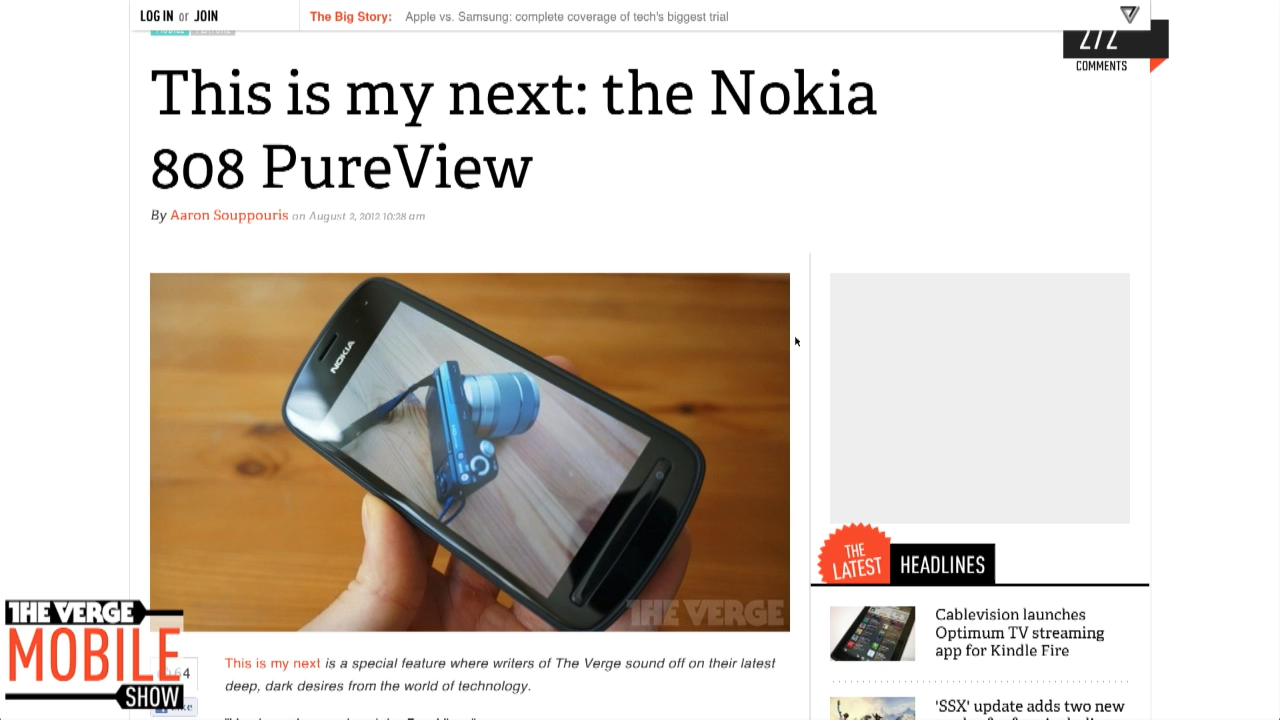 LOG IN or JOIN
The Big Story: Apple vs. Samsung: complete coverage of tech's biggest trial
272
COMMENTS
This is my next: the Nokia
808 PureView
By Aaron Souppouris on August 2, 2012 10:28 am
NOKIA
THE VERGE
THE LATEST HEADLINES
Cablevision launches
Optimum TV streaming
app for Kindle Fire
'SSX' update adds two new
This is my next is a special feature where writers of The Verge sound off on their latest
deep, dark desires from the world of technology.
64
Like
THE VERGE
MOBILE
SHOW